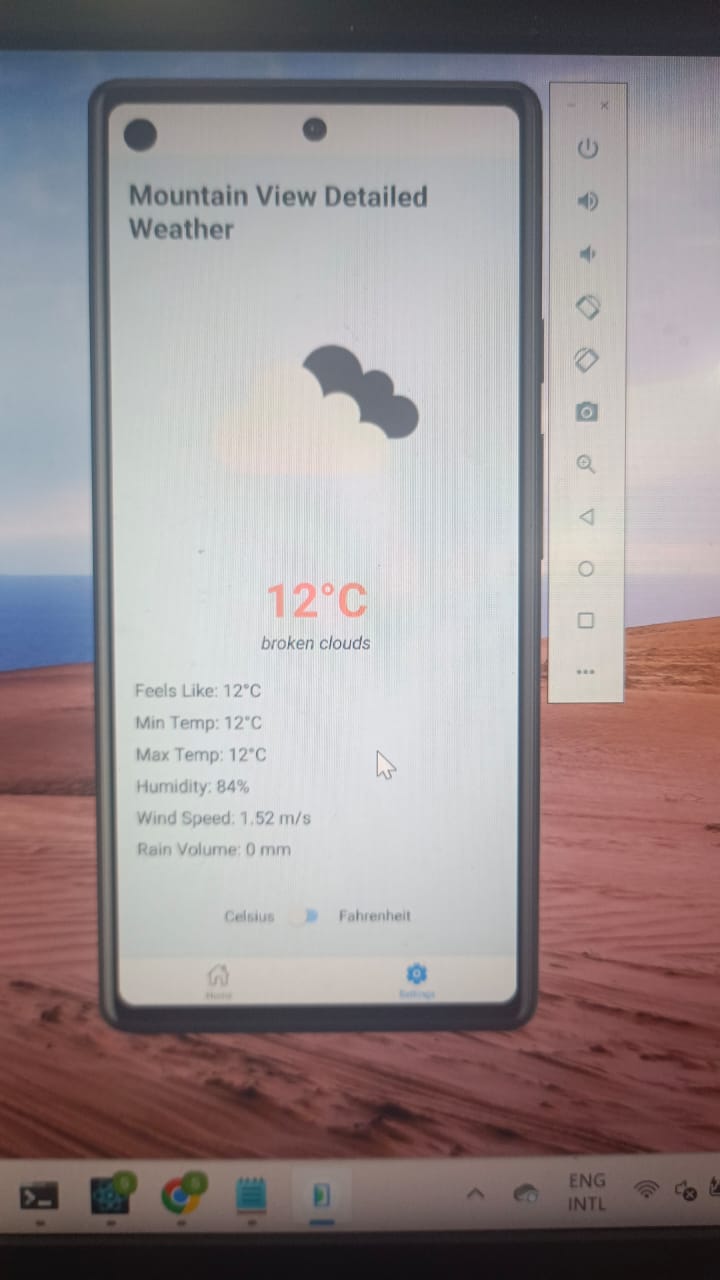 Mountain View Detailed
Weather
12°C
broken clouds
Feels Like: 12°C
Min Temp: 12°C
Max Temp: 12°C
Humidity: 84%
Wind Speed: 1.52 m/s
Rain Volume: 0 mm
Celsius Fahrenheit
Home Settings
ENG
INTL